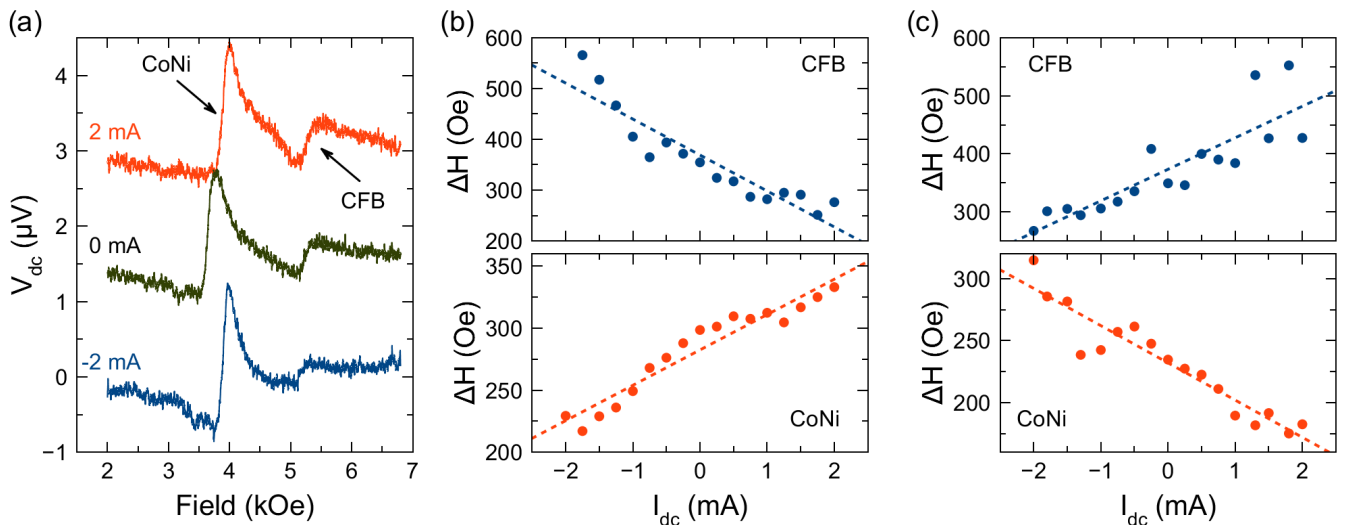 (a)
V_dc (μV)
4
3
2
1
0
−1
2 mA
0 mA
-2 mA
CoNi
CFB
2
3
4
5
6
7
Field (kOe)
(b)
ΔH (Oe)
600
500
400
300
200
CFB
ΔH (Oe)
350
300
250
200
CoNi
−2
−1
0
1
2
I_dc (mA)
(c)
ΔH (Oe)
600
500
400
300
CFB
ΔH (Oe)
300
250
200
CoNi
−2
−1
0
1
2
I_dc (mA)